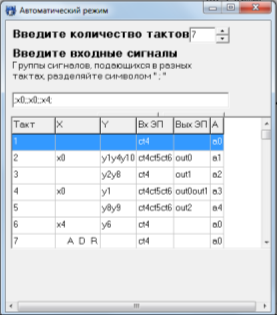 Автоматический режим
Введите количество тактов 7
Введите входные сигналы
Группы сигналов, подающихся в разных
тактах, разделяйте символом ";"
;x0;;x0;;x4;
Такт X Y Вх ЭП Вых ЭП A
1 ct4 a0
2 x0 y1y4y10 ct4ct5ct6 out0 a1
3 y2y8 ct4 out1 a2
4 x0 y1 ct4ct5ct6 out0out1 a3
5 y8y9 ct4ct5ct6 out2 a4
6 x4 y6 ct4 a0
7 A D R ct4 a0